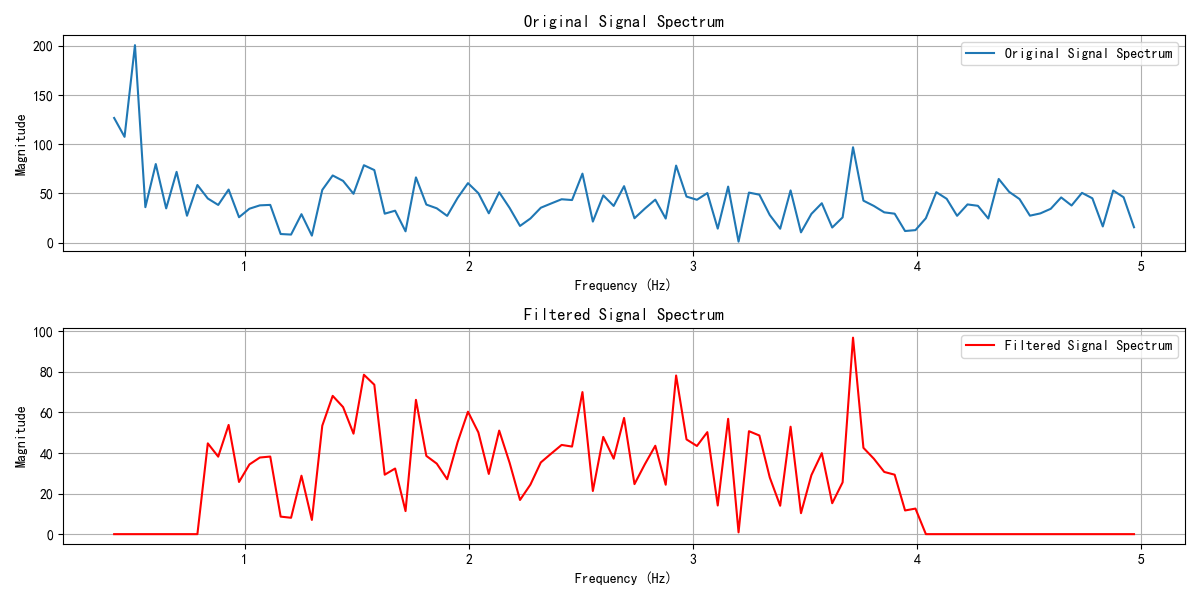 Original Signal Spectrum
200
150
100
50
0
Magnitude
Original Signal Spectrum
1 2 3 4 5
Frequency (Hz)
Filtered Signal Spectrum
100
80
60
40
20
0
Magnitude
Filtered Signal Spectrum
1 2 3 4 5
Frequency (Hz)